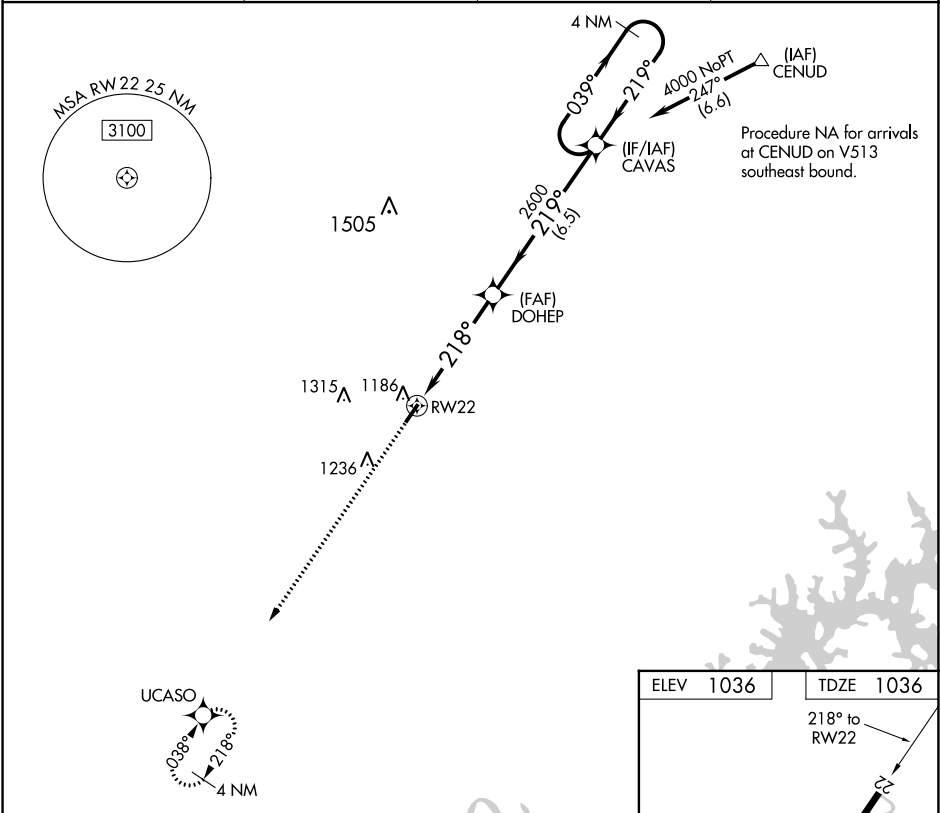 4 NM
(IAF)
CENUD
4000 NoPT
247°
(6.6)
MSA RW 22 25 NM
3100
039°
219°
Procedure NA for arrivals
at CENUD on V513
southeast bound.
(IF/IAF)
CAVAS
1505
2600
219°
(6.5)
(FAF)
DOHEP
218°
1315
1186
RW22
1236
UCASO
038°
218°
4 NM
ELEV 1036
TDZE 1036
218° to
RW22
22